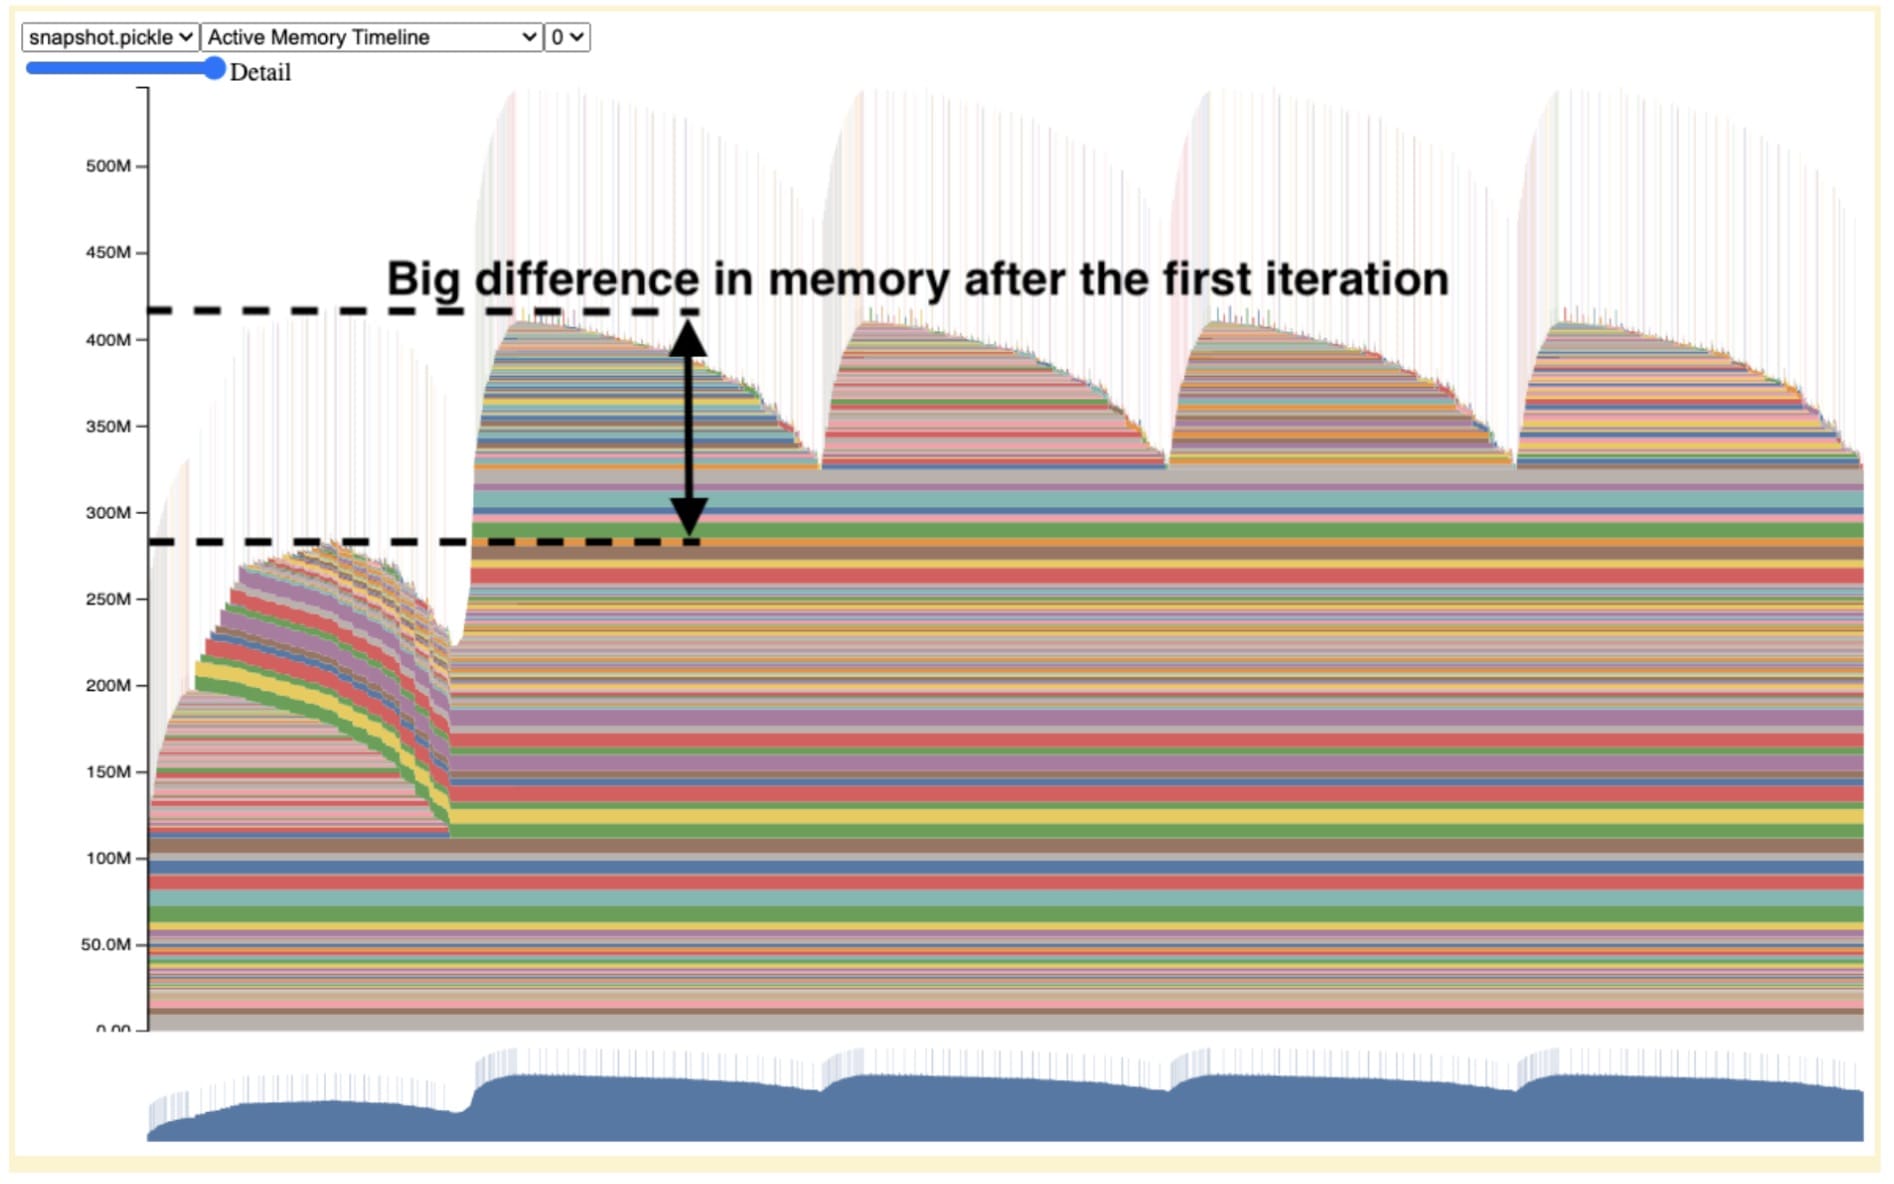 snapshot.pickle Active Memory Timeline 0
Detail
500M
450M
Big difference in memory after the first iteration
400M
350M
300M
250M
200M
150M
100M
50.0M
0.00